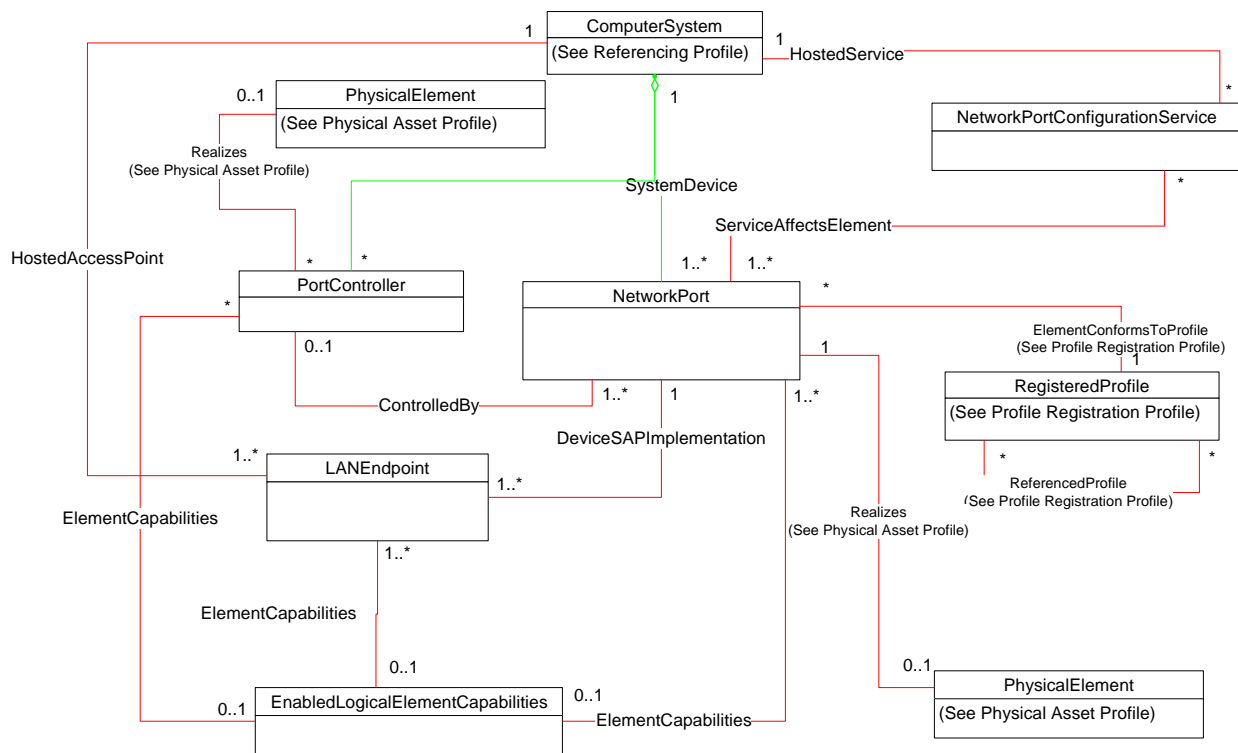 ComputerSystem
(See Referencing Profile)
1
1
HostedService
0..1
PhysicalElement
(See Physical Asset Profile)
1
*
NetworkPortConfigurationService
Realizes
(See Physical Asset Profile)
SystemDevice
*
ServiceAffectsElement
HostedAccessPoint
*
*
1..*
1..*
PortController
*
NetworkPort
*
0..1
1
ElementConformsToProfile
(See Profile Registration Profile)
1
RegisteredProfile
(See Profile Registration Profile)
ControlledBy
1..*
1
1..*
DeviceSAPImplementation
*
*
1..*
LANEndpoint
1..*
ReferencedProfile
(See Profile Registration Profile)
ElementCapabilities
Realizes
(See Physical Asset Profile)
1..*
ElementCapabilities
0..1
0..1
PhysicalElement
(See Physical Asset Profile)
0..1
EnabledLogicalElementCapabilities
0..1
ElementCapabilities